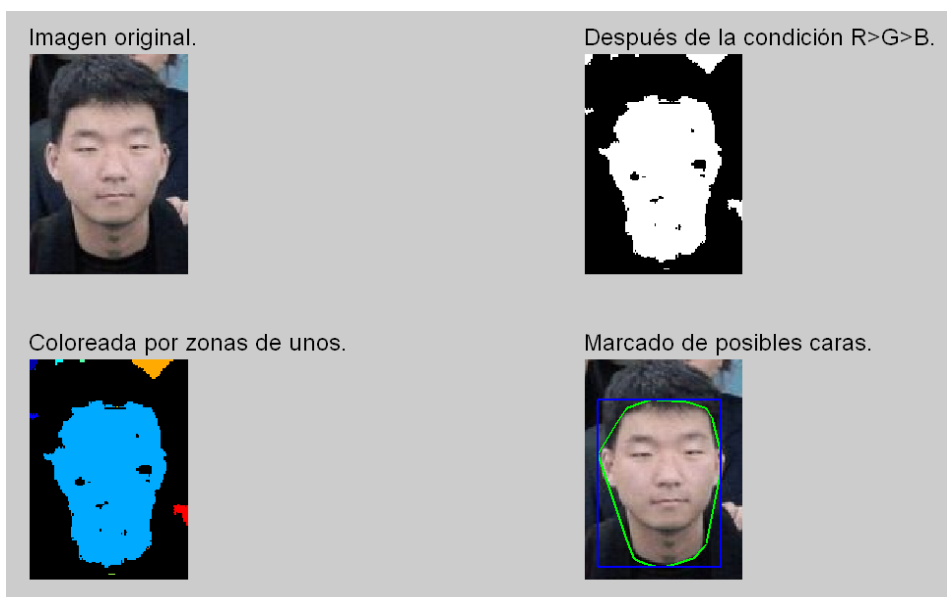 Imagen original.
Después de la condición R>G>B.
Coloreada por zonas de unos.
Marcado de posibles caras.